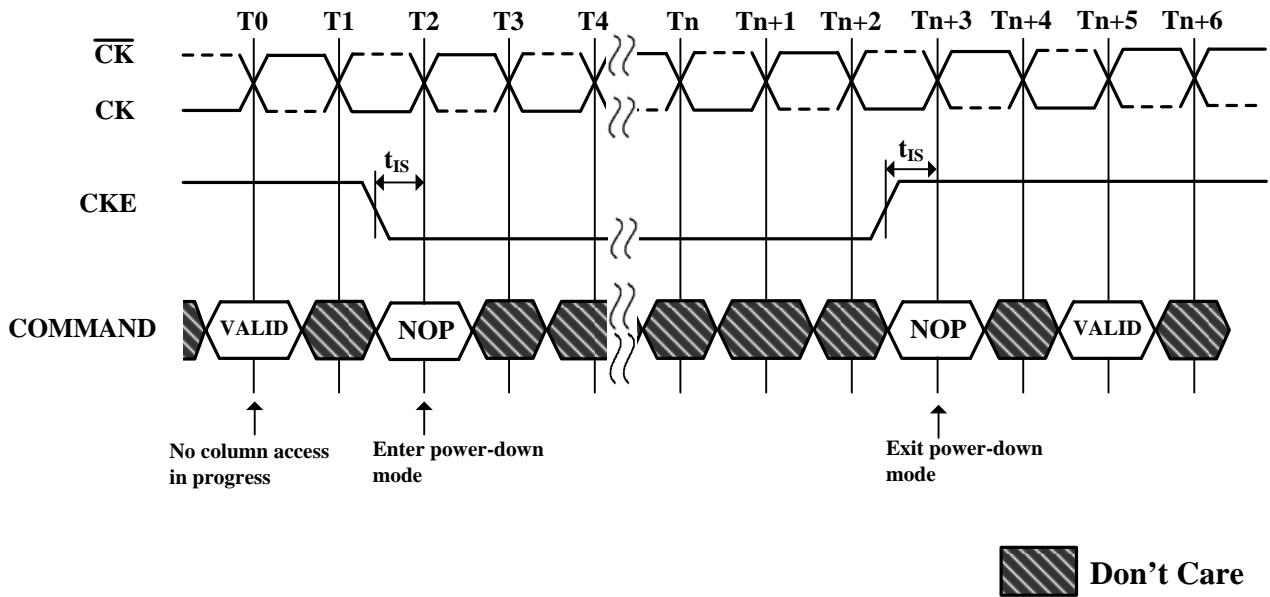 T0 T1 T2 T3 T4 Tn Tn+1 Tn+2 Tn+3 Tn+4 Tn+5 Tn+6
CK
CK
tIS tIS
CKE
COMMAND VALID NOP NOP VALID
No column access
in progress
Enter power-down
mode
Exit power-down
mode
Don't Care